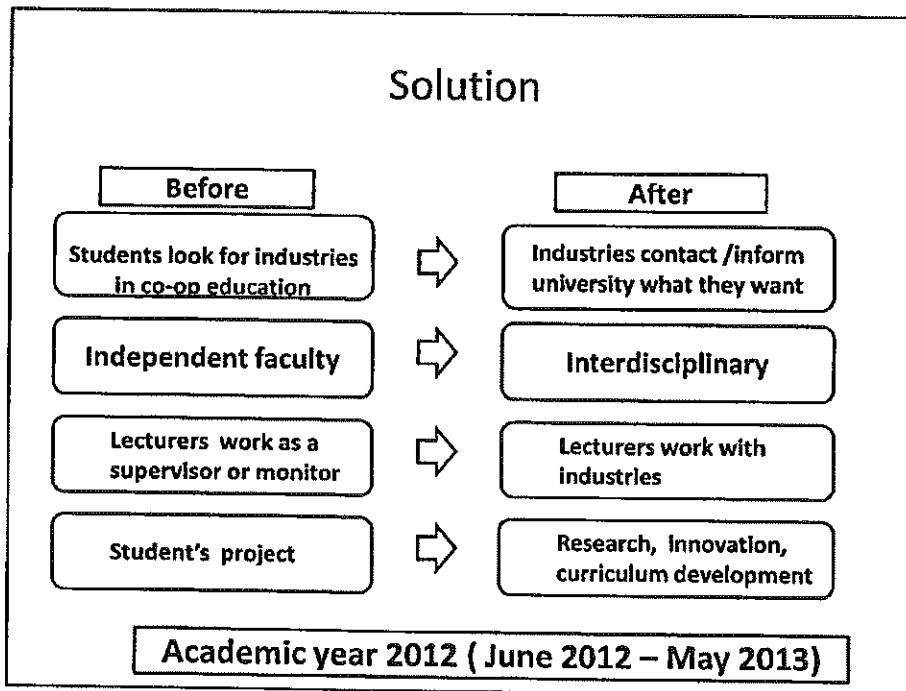 Solution
Before
After
Students look for industries
in co-op education
Industries contact /inform
university what they want
Independent faculty
Interdisciplinary
Lecturers work as a
supervisor or monitor
Lecturers work with
industries
Student's project
Research, innovation,
curriculum development
Academic year 2012 ( June 2012 – May 2013)